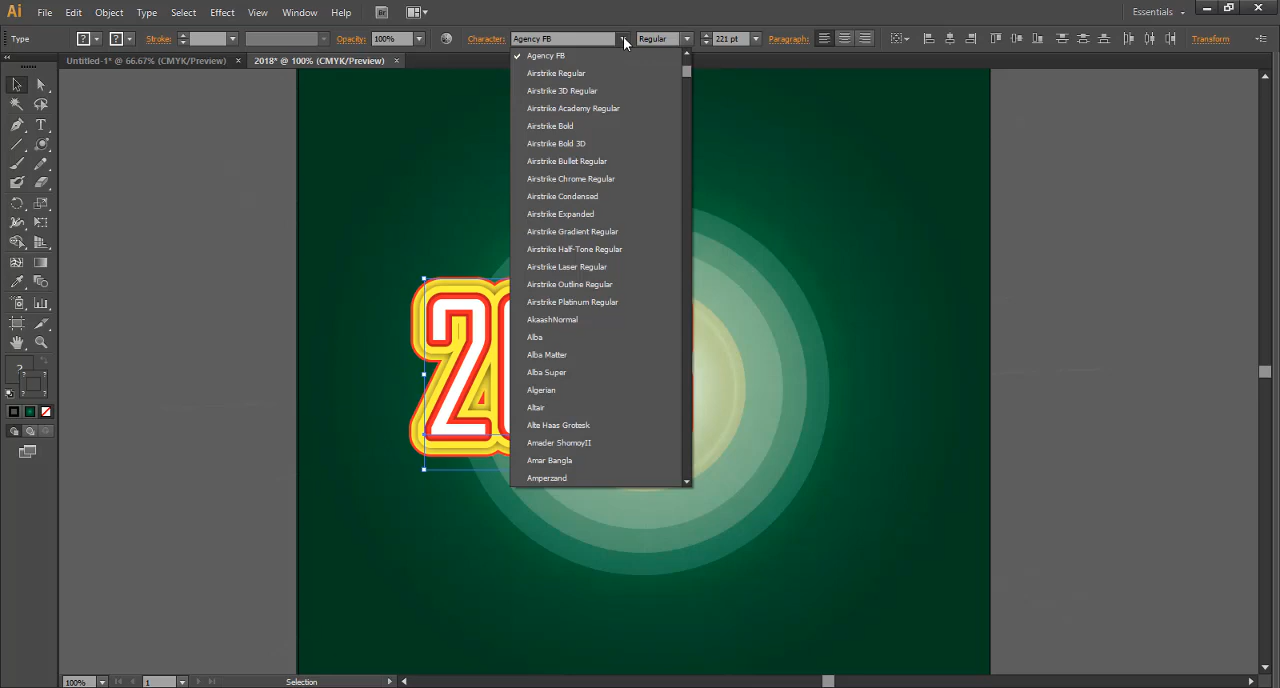 Ai File Edit Object Type Select Effect View Window Help Br Essentials
Type ? ? Stroke: Opacity: 100% Character: Agency FB Regular 221 pt Paragraph: Transform
Untitled-1* @ 66.67% (CMYK/Preview) × 2018* @ 100% (CMYK/Preview) ×
Agency FB
Airstrike Regular
Airstrike 3D Regular
Airstrike Academy Regular
Airstrike Bold
Airstrike Bold 3D
Airstrike Bullet Regular
Airstrike Chrome Regular
Airstrike Condensed
Airstrike Expanded
Airstrike Gradient Regular
Airstrike Half-Tone Regular
Airstrike Laser Regular
Airstrike Outline Regular
Airstrike Platinum Regular
AkaashNormal
Alba
Alba Matter
Alba Super
Algerian
Altair
Alte Haas Grotesk
Amader ShomoyII
Amar Bangla
Amperzand
2
100% 1 Selection